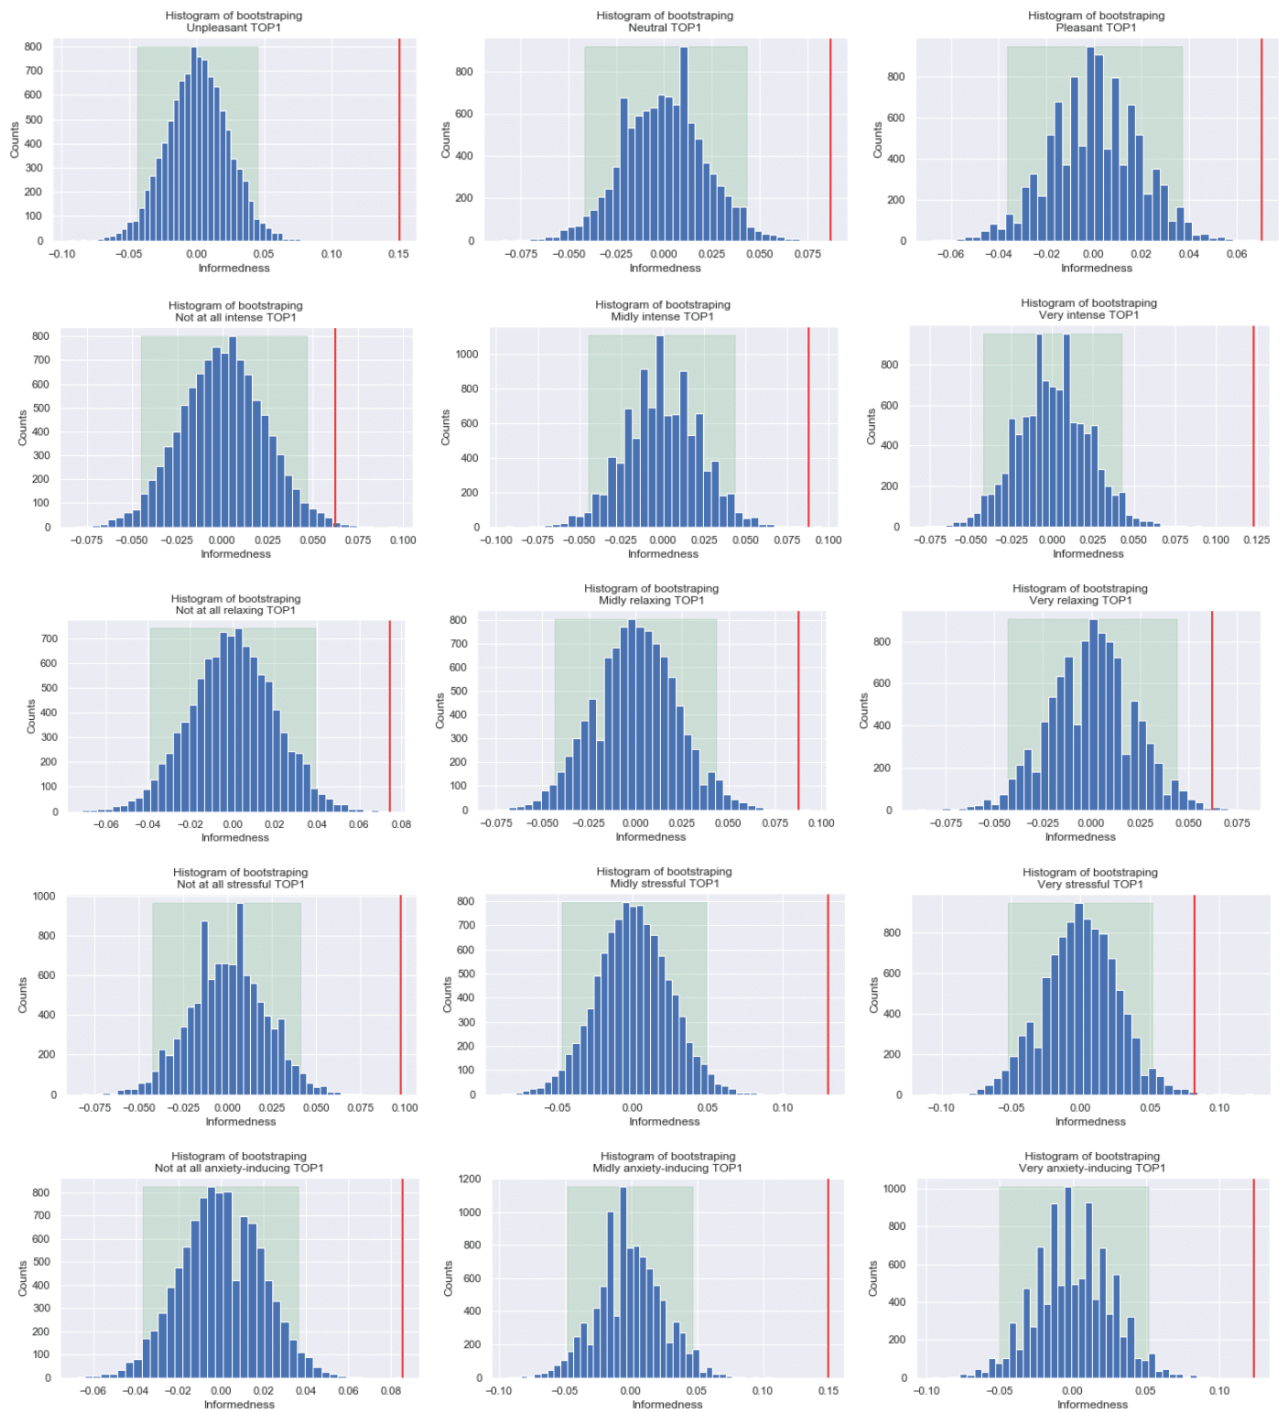 Histogram of bootstraping
Unpleasant TOP1
Counts
800
700
600
500
400
300
200
100
0
−0.10 −0.05 0.00 0.05 0.10 0.15
Informedness
Histogram of bootstraping
Neutral TOP1
Counts
800
600
400
200
0
−0.075 −0.050 −0.025 0.000 0.025 0.050 0.075
Informedness
Histogram of bootstraping
Pleasant TOP1
Counts
800
600
400
200
0
−0.06 −0.04 −0.02 0.00 0.02 0.04 0.06
Informedness
Histogram of bootstraping
Not at all intense TOP1
Counts
800
700
600
500
400
300
200
100
0
−0.075 −0.050 −0.025 0.000 0.025 0.050 0.075 0.100
Informedness
Histogram of bootstraping
Midly intense TOP1
Counts
1000
800
600
400
200
0
−0.100 −0.075 −0.050 −0.025 0.000 0.025 0.050 0.075 0.100
Informedness
Histogram of bootstraping
Very intense TOP1
Counts
800
600
400
200
0
−0.075 −0.050 −0.025 0.000 0.025 0.050 0.075 0.100 0.125
Informedness
Histogram of bootstraping
Not at all relaxing TOP1
Counts
700
600
500
400
300
200
100
0
−0.06 −0.04 −0.02 0.00 0.02 0.04 0.06 0.08
Informedness
Histogram of bootstraping
Midly relaxing TOP1
Counts
800
700
600
500
400
300
200
100
0
−0.075 −0.050 −0.025 0.000 0.025 0.050 0.075 0.100
Informedness
Histogram of bootstraping
Very relaxing TOP1
Counts
800
600
400
200
0
−0.075 −0.050 −0.025 0.000 0.025 0.050 0.075
Informedness
Histogram of bootstraping
Not at all stressful TOP1
Counts
1000
800
600
400
200
0
−0.075 −0.050 −0.025 0.000 0.025 0.050 0.075 0.100
Informedness
Histogram of bootstraping
Midly stressful TOP1
Counts
800
700
600
500
400
300
200
100
0
−0.05 0.00 0.05 0.10
Informedness
Histogram of bootstraping
Very stressful TOP1
Counts
800
600
400
200
0
−0.10 −0.05 0.00 0.05 0.10
Informedness
Histogram of bootstraping
Not at all anxiety-inducing TOP1
Counts
800
700
600
500
400
300
200
100
0
−0.06 −0.04 −0.02 0.00 0.02 0.04 0.06 0.08
Informedness
Histogram of bootstraping
Midly anxiety-inducing TOP1
Counts
1200
1000
800
600
400
200
0
−0.10 −0.05 0.00 0.05 0.10 0.15
Informedness
Histogram of bootstraping
Very anxiety-inducing TOP1
Counts
1000
800
600
400
200
0
−0.10 −0.05 0.00 0.05 0.10
Informedness